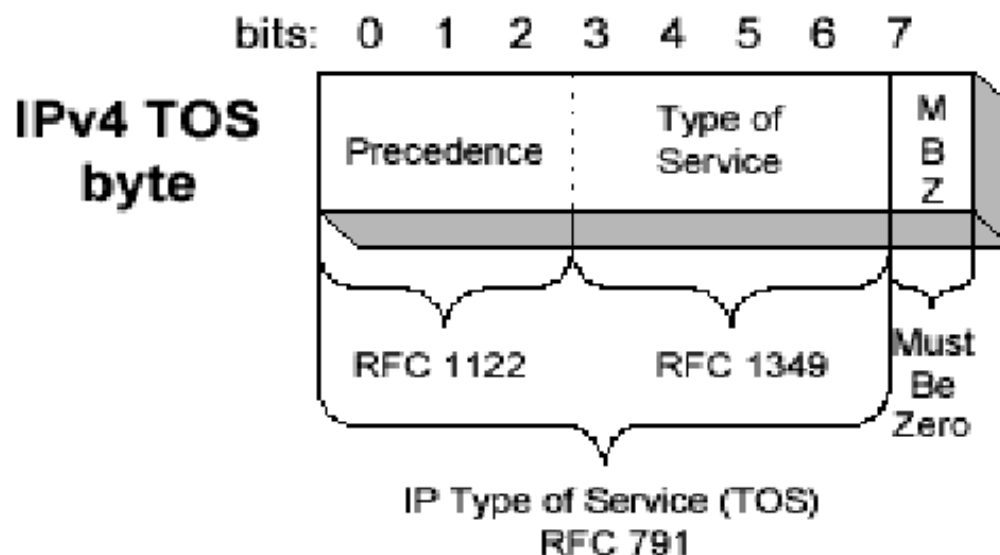 bits: 0 1 2 3 4 5 6 7
IPv4 TOS
byte
Precedence
Type of
Service
M
B
Z
RFC 1122
RFC 1349
Must
Be
Zero
IP Type of Service (TOS)
RFC 791